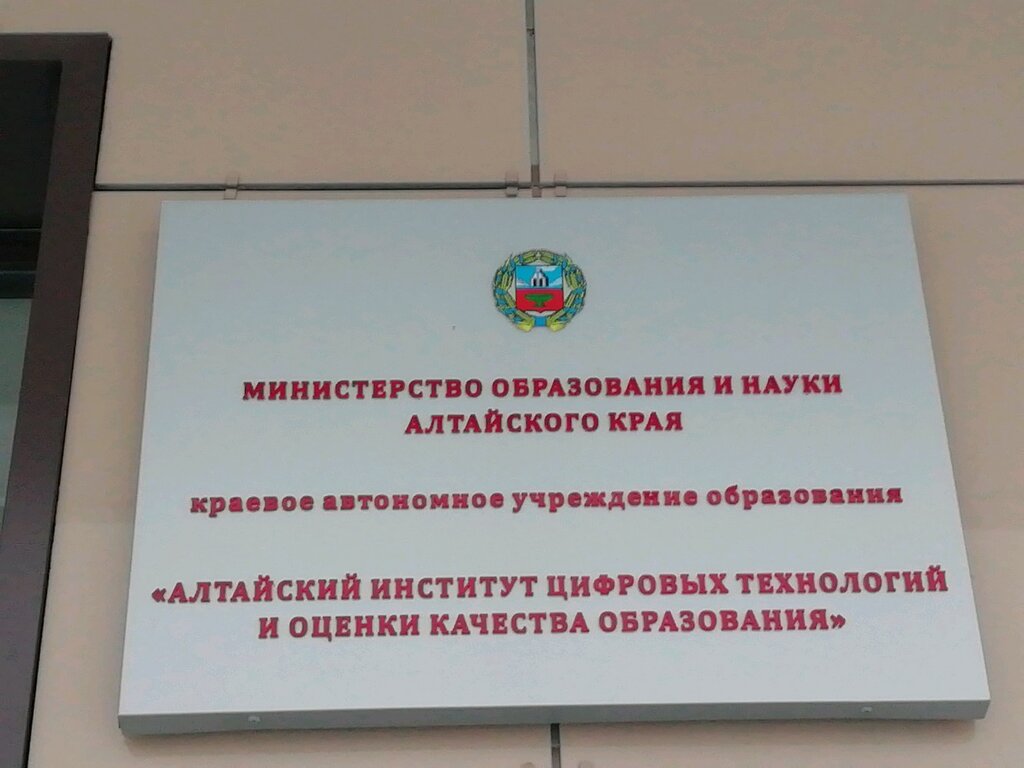 МИНИСТЕРСТВО ОБРАЗОВАНИЯ И НАУКИ
АЛТАЙСКОГО КРАЯ
краевое автономное учреждение образования
«АЛТАЙСКИЙ ИНСТИТУТ ЦИФРОВЫХ ТЕХНОЛОГИЙ
И ОЦЕНКИ КАЧЕСТВА ОБРАЗОВАНИЯ»